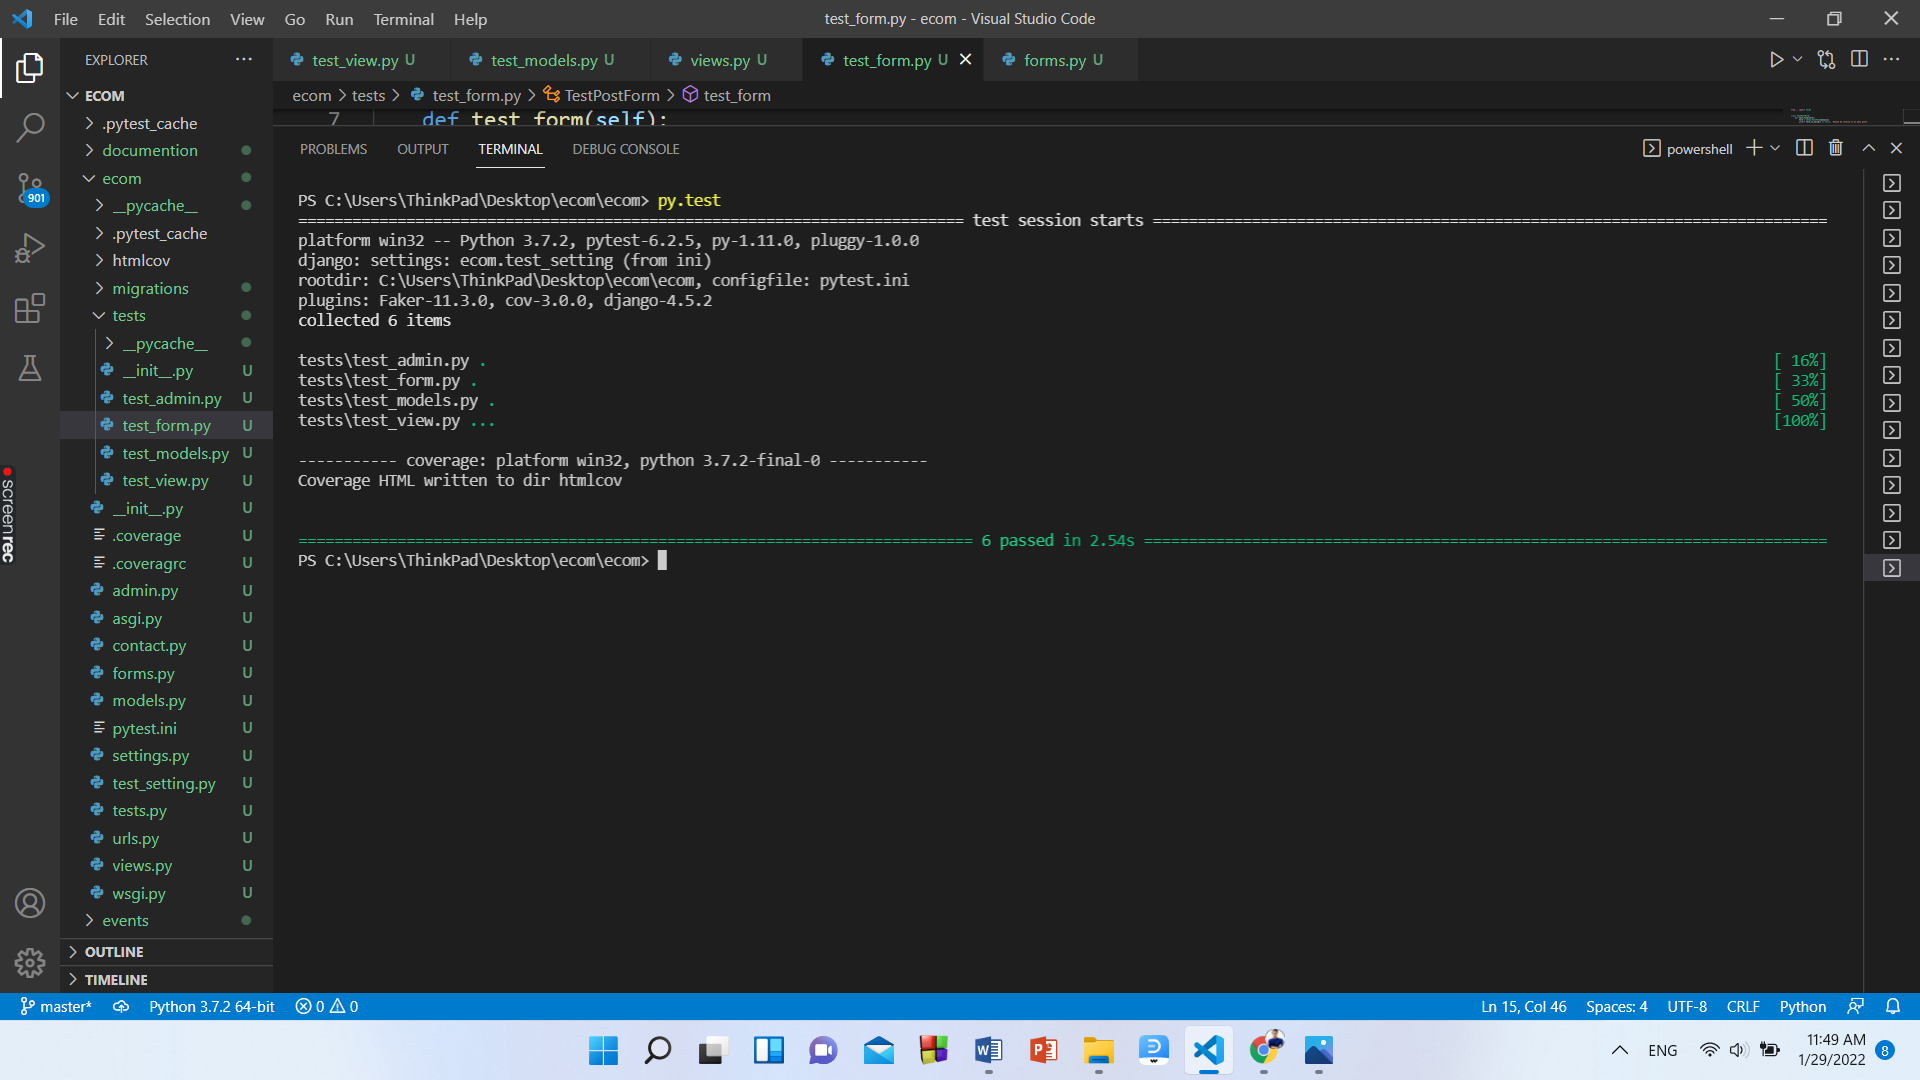 File Edit Selection View Go Run Terminal Help
test_form.py - ecom - Visual Studio Code
EXPLORER
test_view.py U
test_models.py U
views.py U
test_form.py U
forms.py U
ecom > tests > test_form.py > TestPostForm > test_form
7 def test_form(self):
ECOM
.pytest_cache
documention
ecom
__pycache__
.pytest_cache
htmlcov
migrations
tests
__pycache__
__init__.py U
test_admin.py U
test_form.py U
test_models.py U
test_view.py U
__init__.py U
.coverage U
.coveragrc U
admin.py U
asgi.py U
contact.py U
forms.py U
models.py U
pytest.ini U
settings.py U
test_setting.py U
tests.py U
urls.py U
views.py U
wsgi.py U
events
OUTLINE
TIMELINE
901
screenrec
PROBLEMS OUTPUT TERMINAL DEBUG CONSOLE
powershell
PS C:\Users\ThinkPad\Desktop\ecom\ecom> py.test
========================================================================== test session starts ===========================================================================
platform win32 -- Python 3.7.2, pytest-6.2.5, py-1.11.0, pluggy-1.0.0
django: settings: ecom.test_setting (from ini)
rootdir: C:\Users\ThinkPad\Desktop\ecom\ecom, configfile: pytest.ini
plugins: Faker-11.3.0, cov-3.0.0, django-4.5.2
collected 6 items
tests\test_admin.py . [ 16%]
tests\test_form.py . [ 33%]
tests\test_models.py . [ 50%]
tests\test_view.py ... [100%]
----------- coverage: platform win32, python 3.7.2-final-0 -----------
Coverage HTML written to dir htmlcov
=========================================================================== 6 passed in 2.54s ============================================================================
PS C:\Users\ThinkPad\Desktop\ecom\ecom>
master* Python 3.7.2 64-bit 0 0
Ln 15, Col 46 Spaces: 4 UTF-8 CRLF Python
ENG
11:49 AM
1/29/2022
8